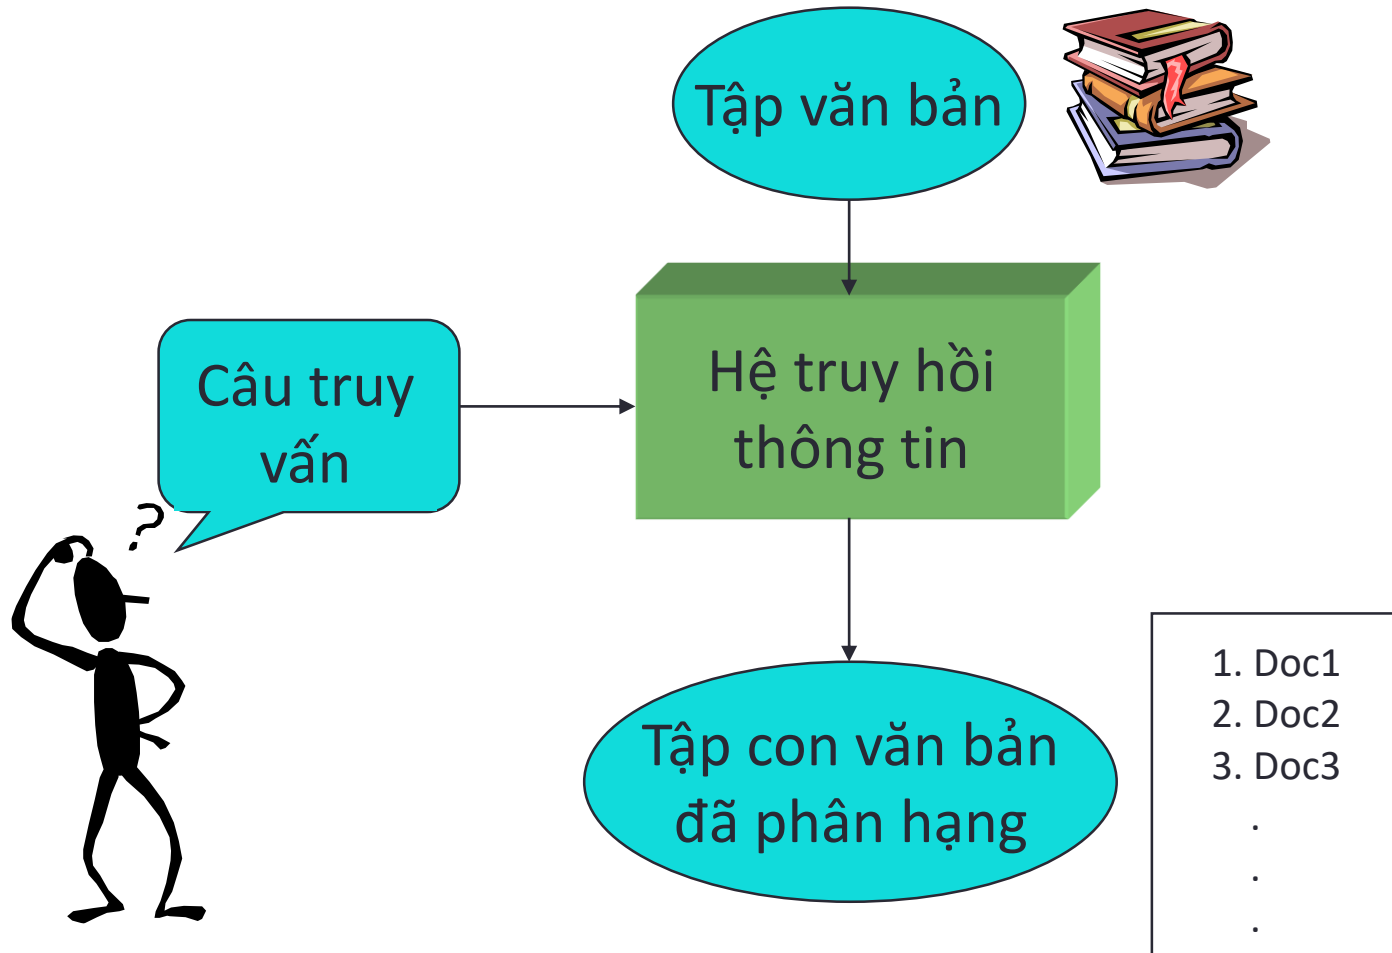 Tập văn bản
Câu truy
vấn
?
Hệ truy hồi
thông tin
Tập con văn bản
đã phân hạng
1. Doc1
2. Doc2
3. Doc3
.
.
.